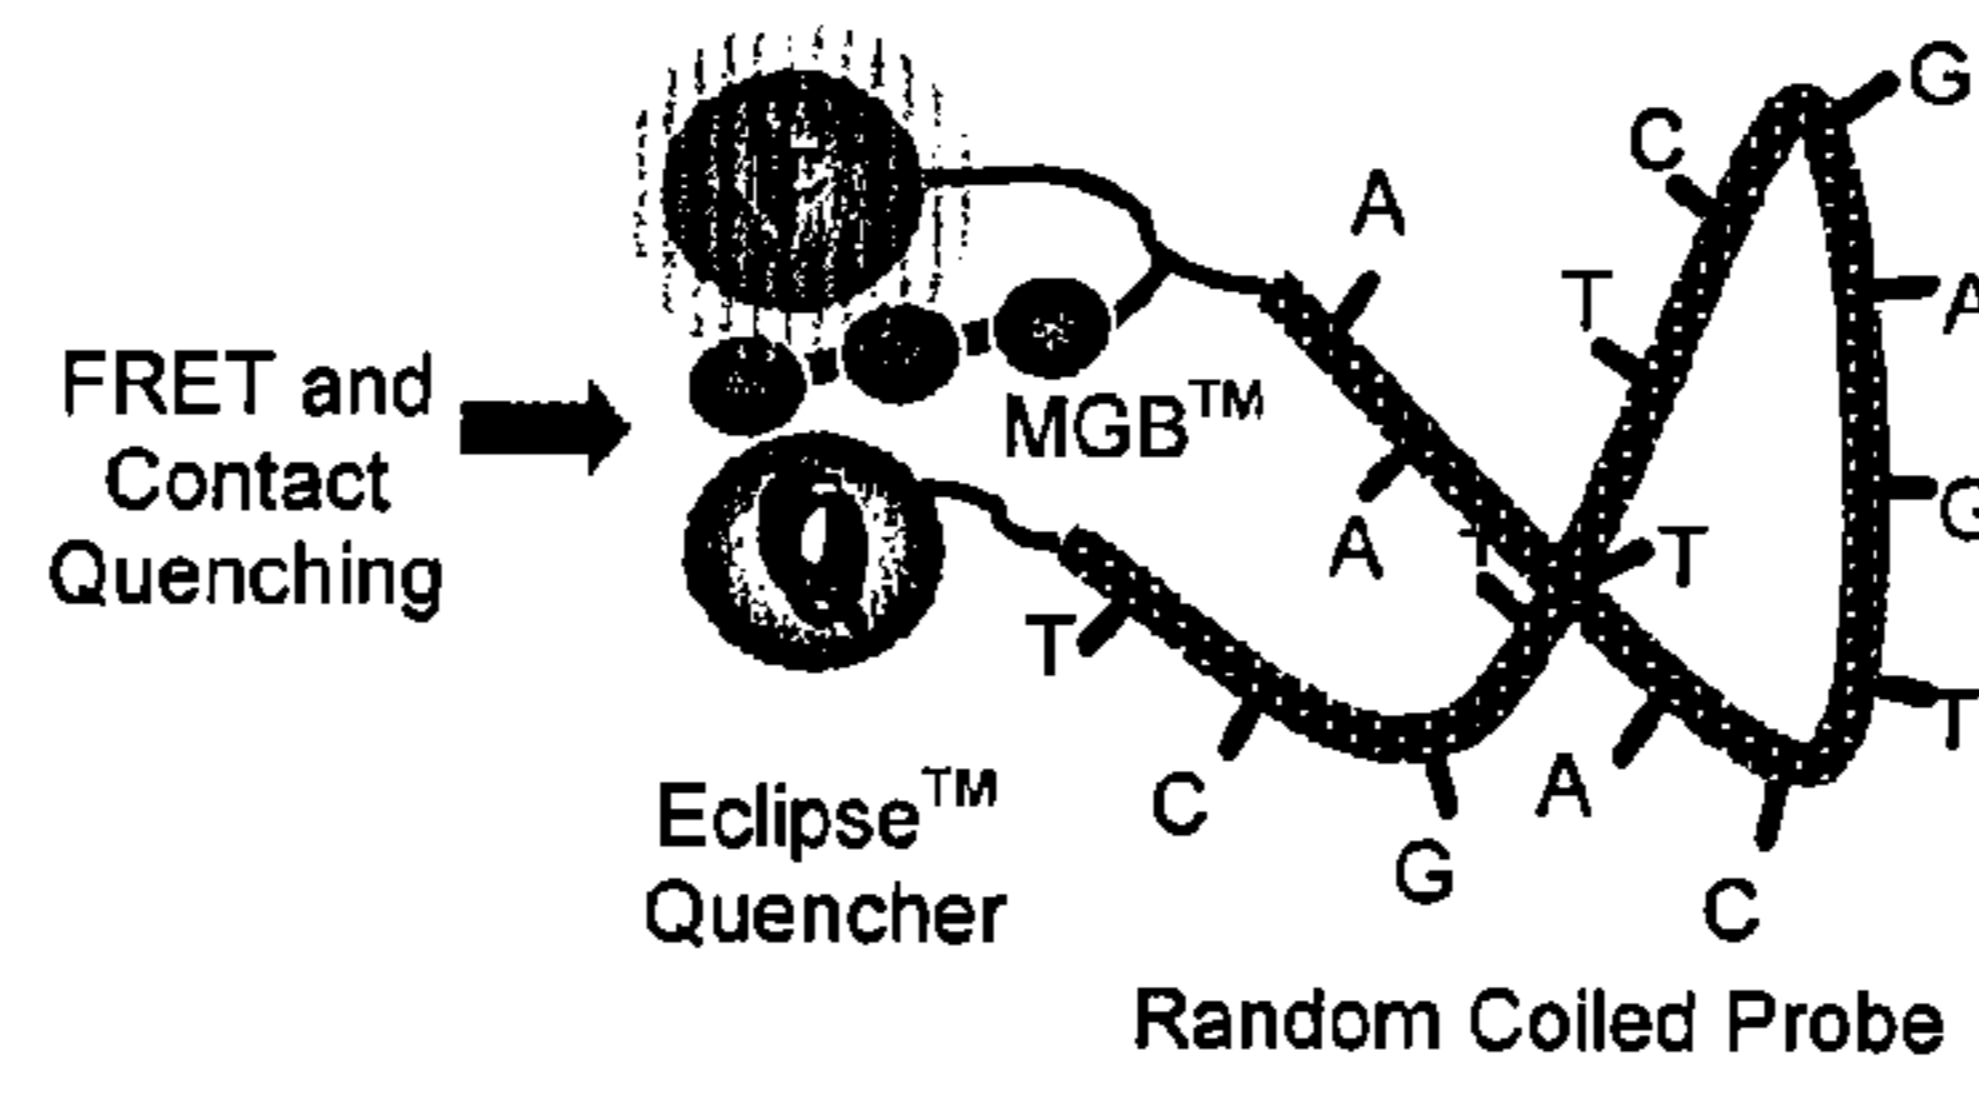 G
C
A
T
A
FRET and
Contact
Quenching
MGB™
G
A
T
T
Q
T
T
A
C
G
C
Eclipse™
Quencher
Random Coiled Probe